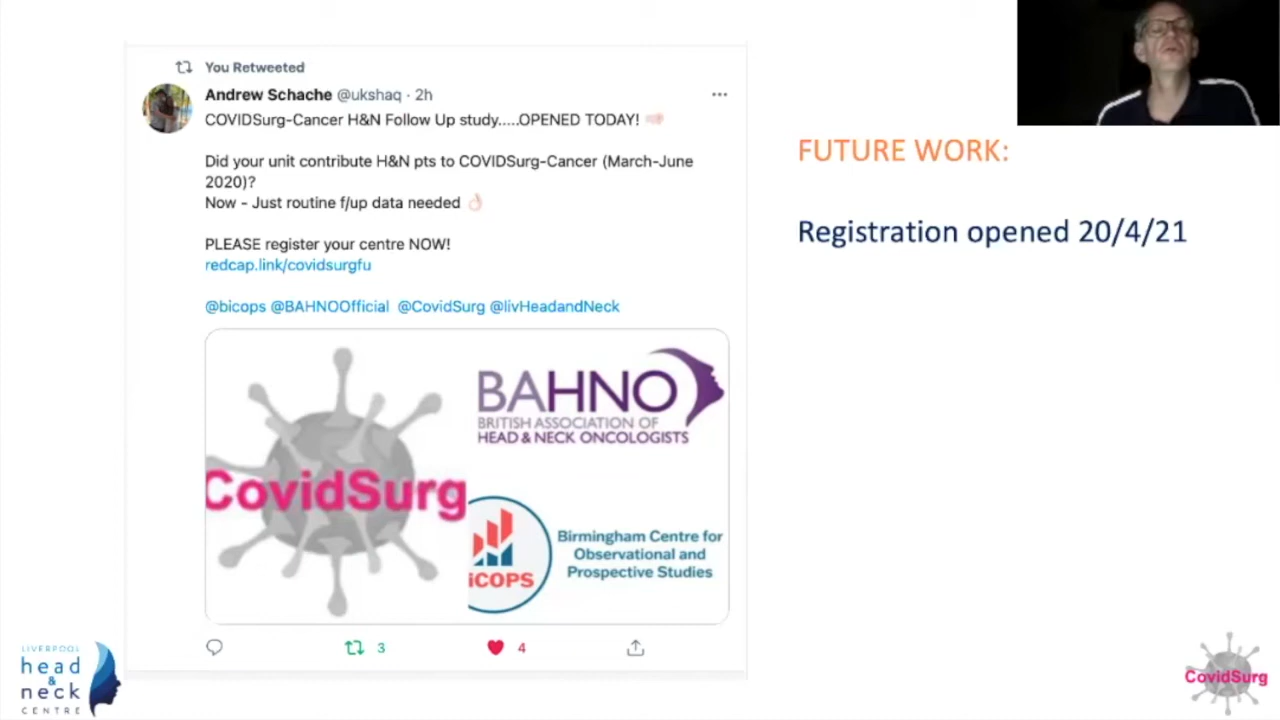 You Retweeted
Andrew Schache @ukshaq · 2h
COVIDSurg-Cancer H&N Follow Up study.....OPENED TODAY!
Did your unit contribute H&N pts to COVIDSurg-Cancer (March-June
2020)?
Now - Just routine f/up data needed
PLEASE register your centre NOW!
redcap.link/covidsurgfu
@bicops @BAHNOOfficial @CovidSurg @livHeadandNeck
CovidSurg
BAHNO
BRITISH ASSOCIATION OF
HEAD & NECK ONCOLOGISTS
iCOPS
Birmingham Centre for
Observational and
Prospective Studies
3
4
FUTURE WORK:
Registration opened 20/4/21
LIVERPOOL
head
&
neck
CENTRE
CovidSurg